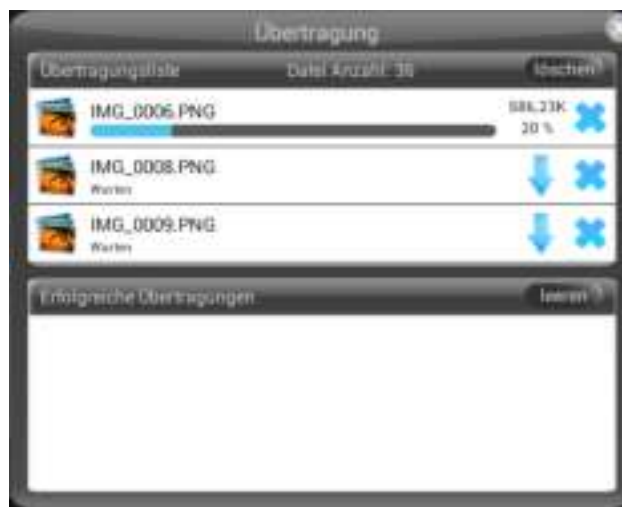 Übertragung
Übertragungsliste Datei Anzahl: 36 löschen
IMG_0006.PNG 586,23K
20 %
IMG_0008.PNG
Warten
IMG_0009.PNG
Warten
Erfolgreiche Übertragungen leeren